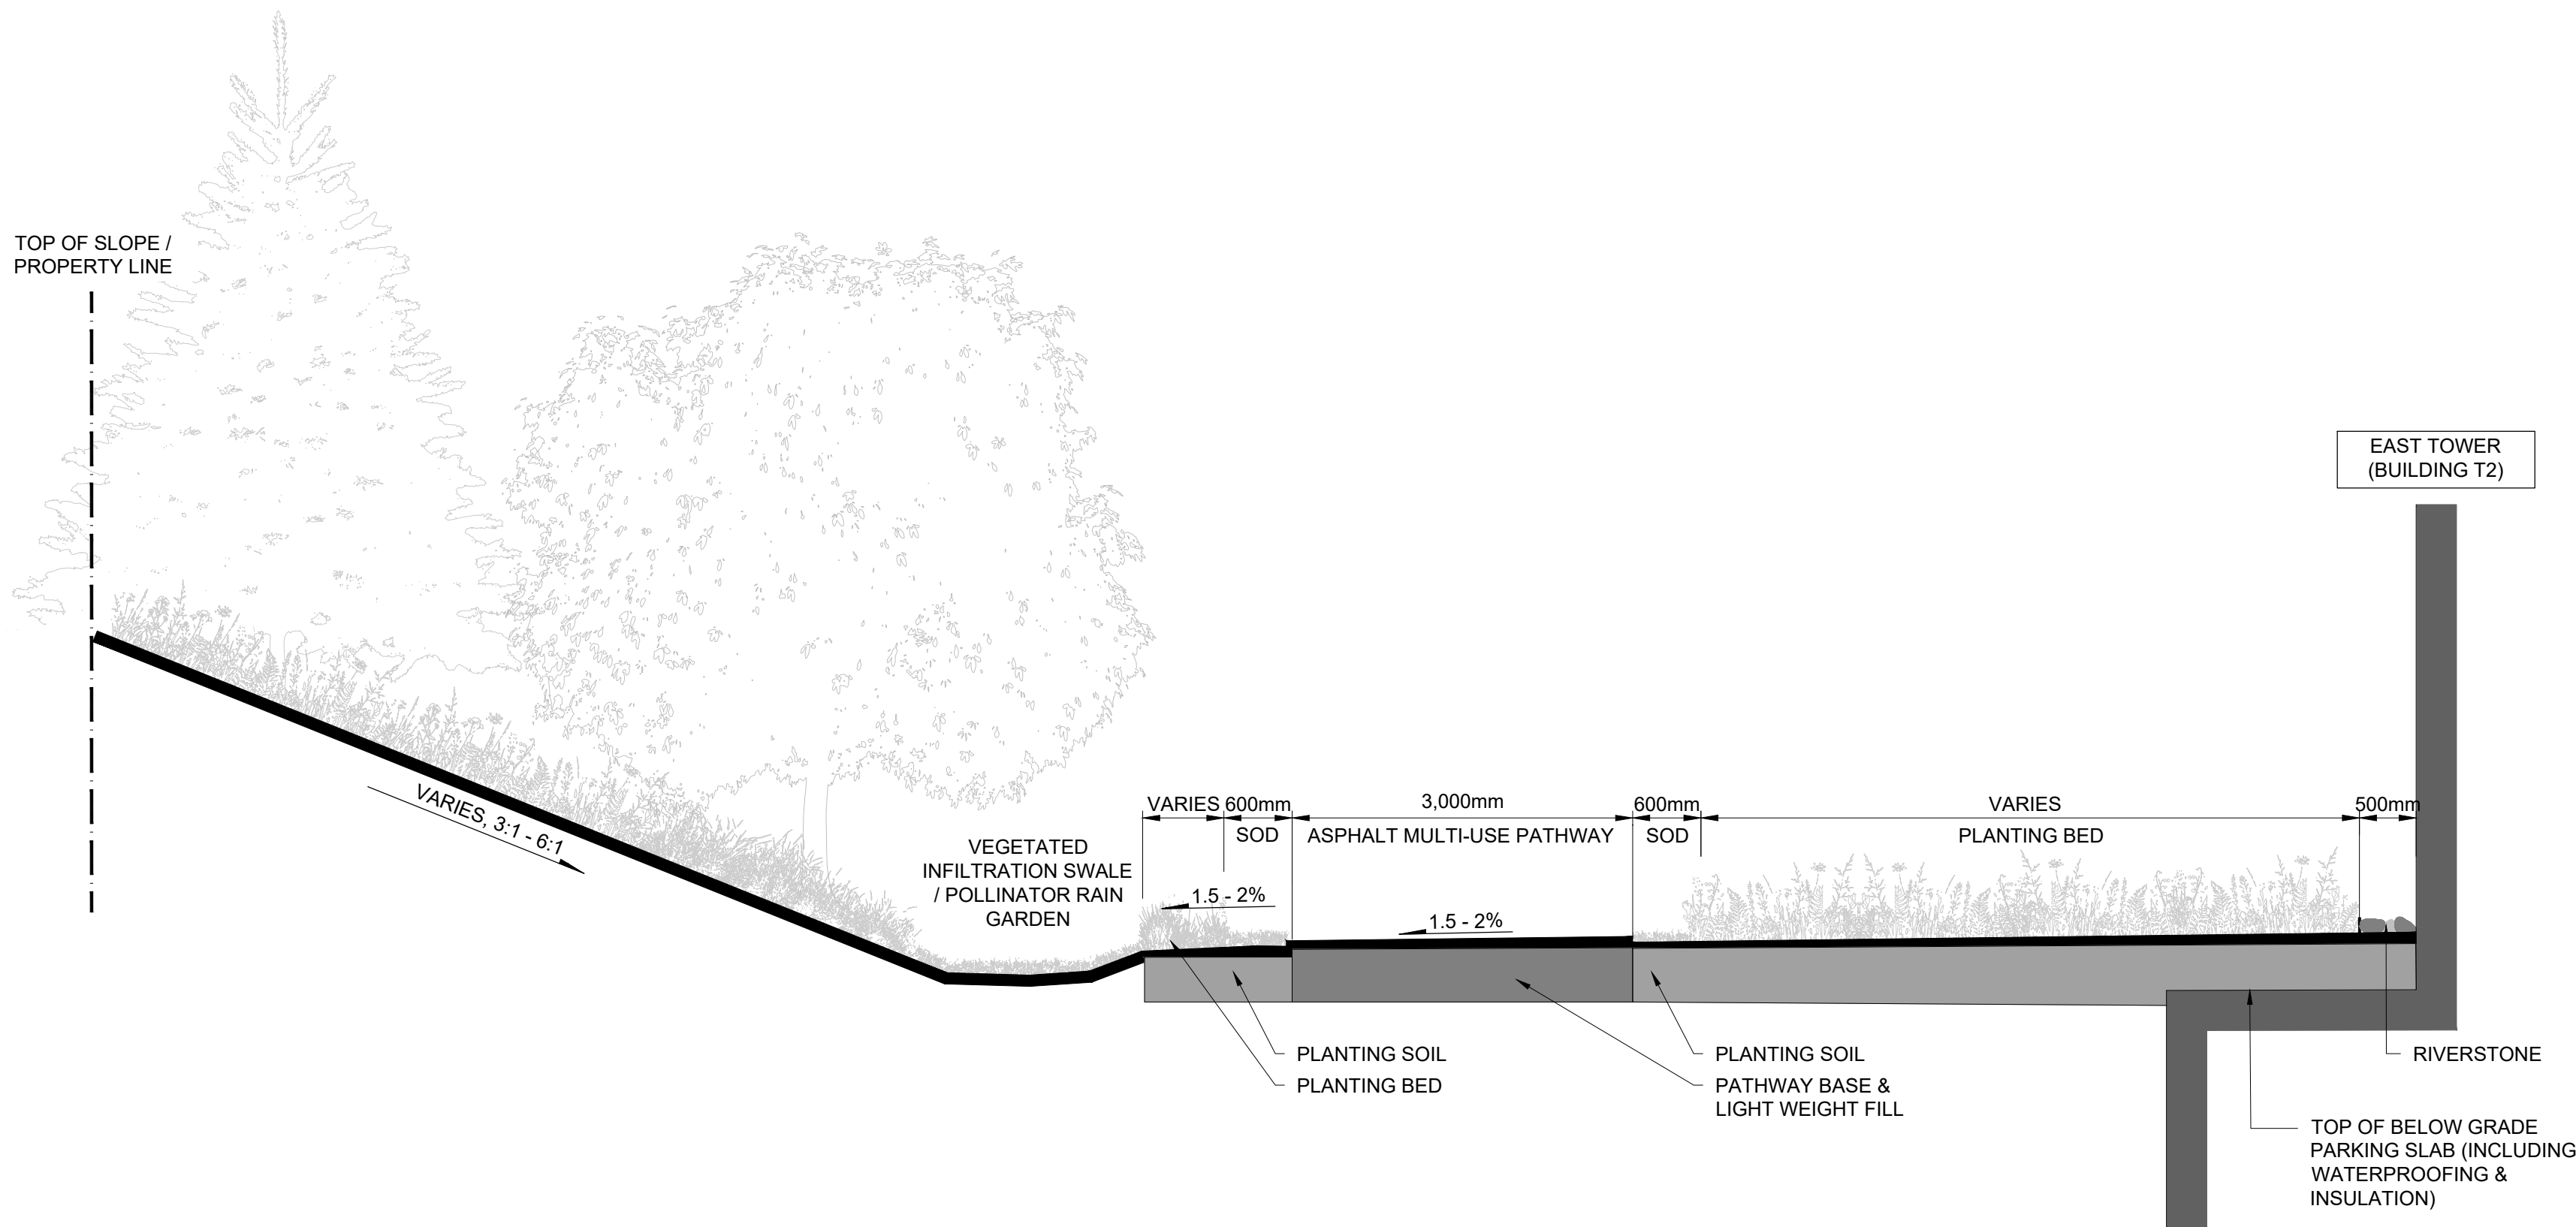 TOP OF SLOPE /
PROPERTY LINE
EAST TOWER
(BUILDING T2)
VARIES, 3:1 - 6:1
VEGETATED
INFILTRATION SWALE
/ POLLINATOR RAIN
GARDEN
VARIES
600mm
SOD
3,000mm
ASPHALT MULTI-USE PATHWAY
600mm
SOD
VARIES
PLANTING BED
500mm
1.5 - 2%
1.5 - 2%
PLANTING SOIL
PLANTING BED
PLANTING SOIL
PATHWAY BASE &
LIGHT WEIGHT FILL
RIVERSTONE
TOP OF BELOW GRADE
PARKING SLAB (INCLUDING
WATERPROOFING &
INSULATION)